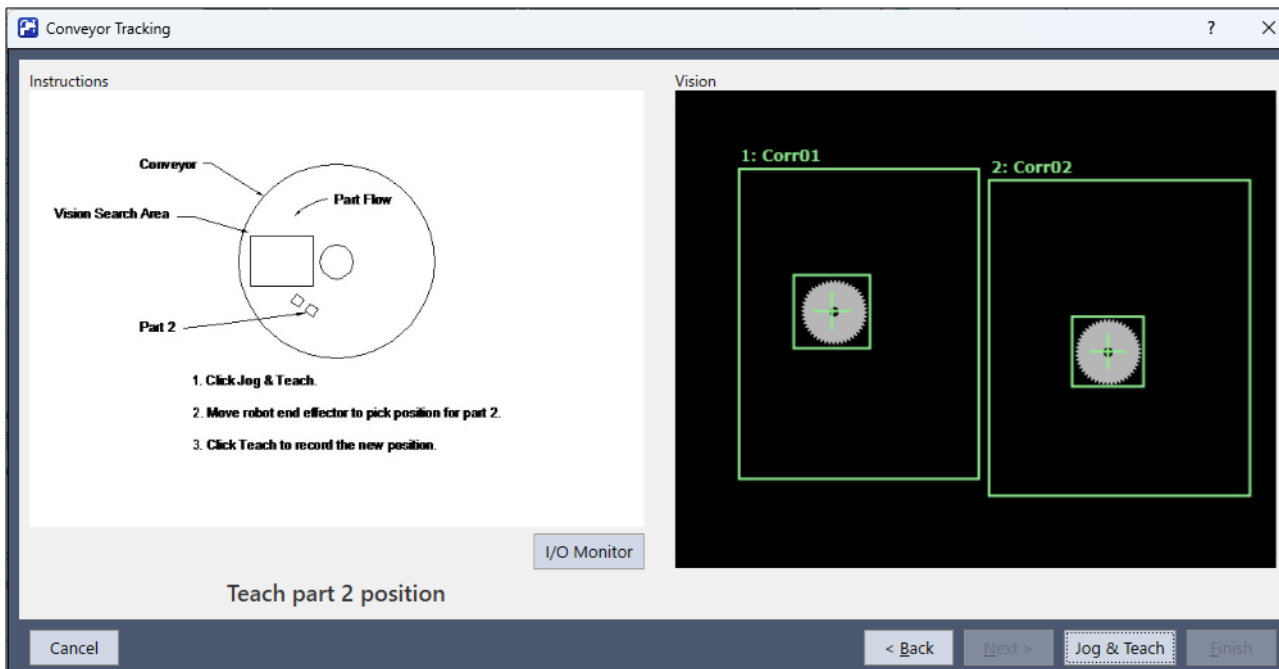 Conveyor Tracking
?
Instructions
Vision
Conveyor
Part Flow
Vision Search Area
Part 2
1. Click Jog & Teach.
2. Move robot end effector to pick position for part 2.
3. Click Teach to record the new position.
1: Corr01
2: Corr02
I/O Monitor
Teach part 2 position
Cancel
< Back
Next >
Jog & Teach
Finish